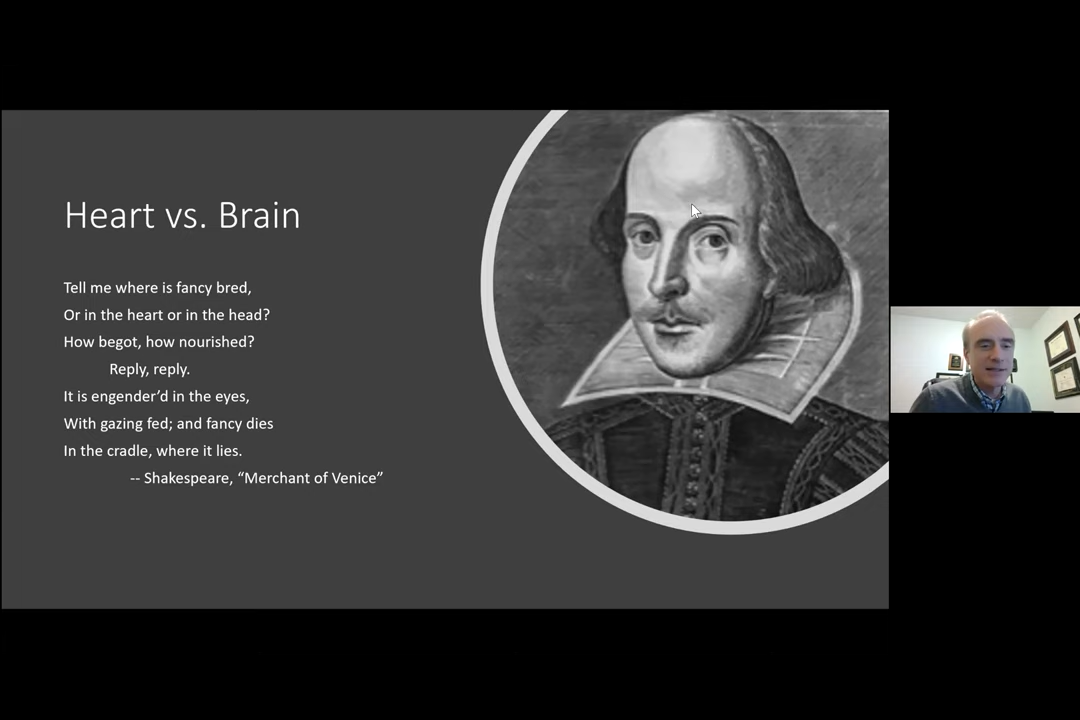 Heart vs. Brain
Tell me where is fancy bred,
Or in the heart or in the head?
How begot, how nourished?
Reply, reply.
It is engender’d in the eyes,
With gazing fed; and fancy dies
In the cradle, where it lies.
-- Shakespeare, “Merchant of Venice”